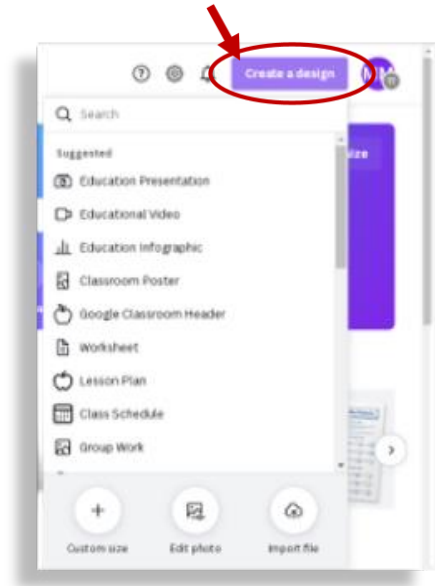 Create a design
Search
Suggested
Education Presentation
Educational Video
Education Infographic
Classroom Poster
Google Classroom Header
Worksheet
Lesson Plan
Class Schedule
Group Work
Custom size
Edit photo
Import file